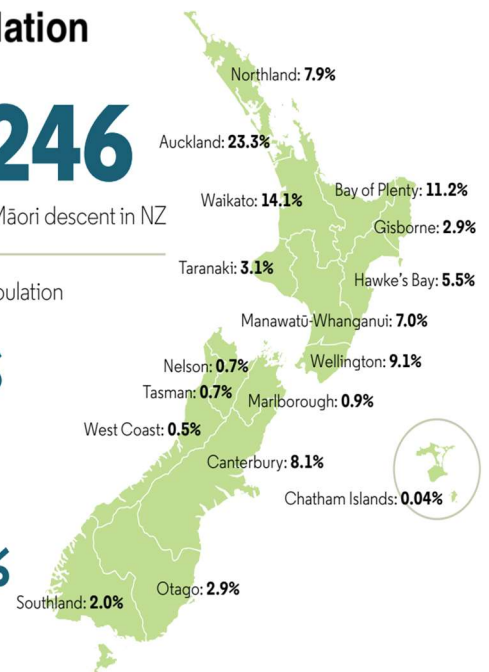 lation
246
Māori descent in NZ
pulation
%
Northland: 7.9%
Auckland: 23.3%
Waikato: 14.1%
Bay of Plenty: 11.2%
Gisborne: 2.9%
Taranaki: 3.1%
Hawke's Bay: 5.5%
Manawatū-Whanganui: 7.0%
Wellington: 9.1%
Nelson: 0.7%
Tasman: 0.7%
Marlborough: 0.9%
West Coast: 0.5%
Canterbury: 8.1%
Chatham Islands: 0.04%
Otago: 2.9%
Southland: 2.0%